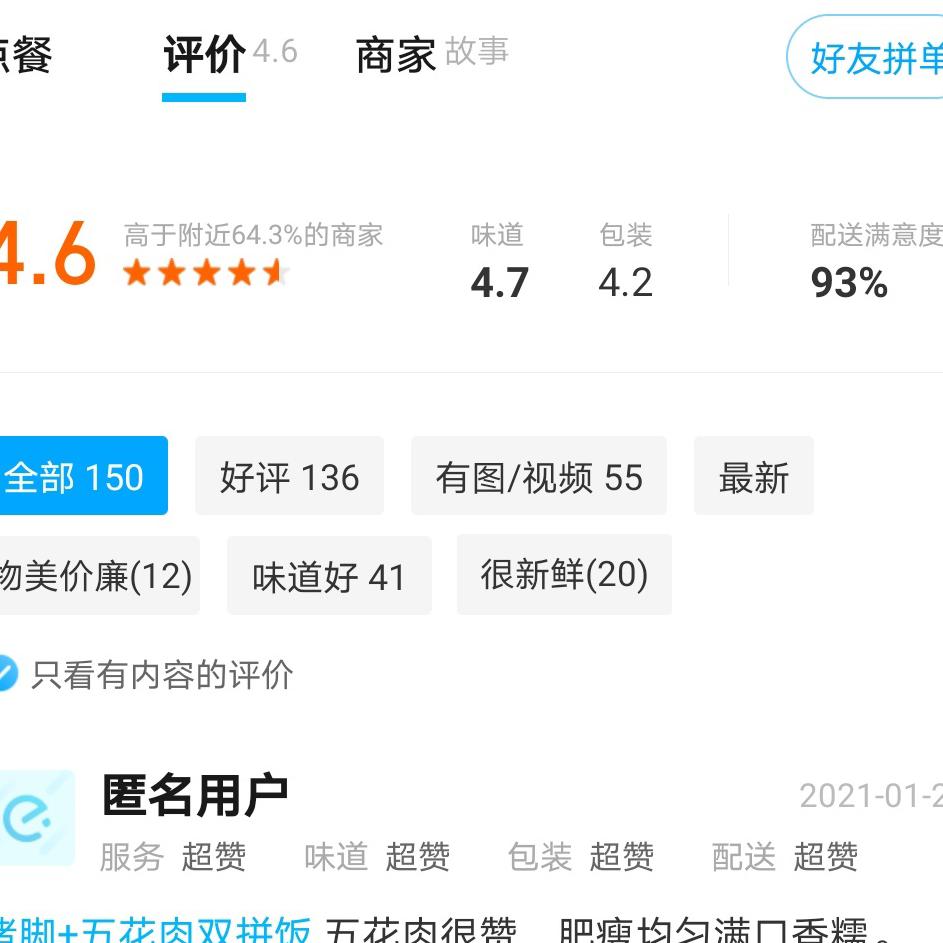 点餐 评价 4.6 商家 故事 好友拼单
4.6 高于附近64.3%的商家 味道 包装 配送满意度
4.7 4.2 93%
全部 150 好评 136 有图/视频 55 最新
物美价廉(12) 味道好 41 很新鲜(20)
只看有内容的评价
匿名用户 2021-01-2
服务 超赞 味道 超赞 包装 超赞 配送 超赞
猪脚+五花肉双拼饭 五花肉很赞 肥瘦均匀满口香糯。